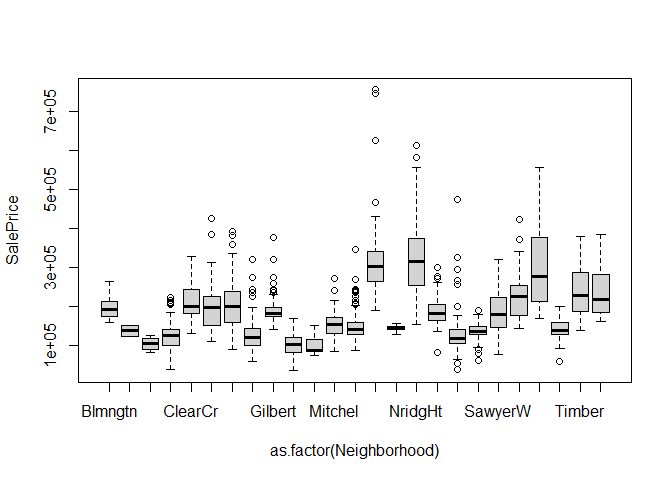 SalePrice
7e+05
5e+05
3e+05
1e+05
Blmngtn ClearCr Gilbert Mitchel NridgHt SawyerW Timber
as.factor(Neighborhood)